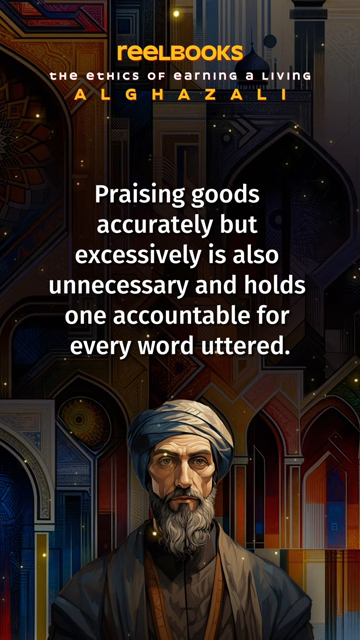 reelbooks
the ethics of earning a living
ALGHAZALI
Praising goods
accurately but
excessively is also
unnecessary and holds
one accountable for
every word uttered.